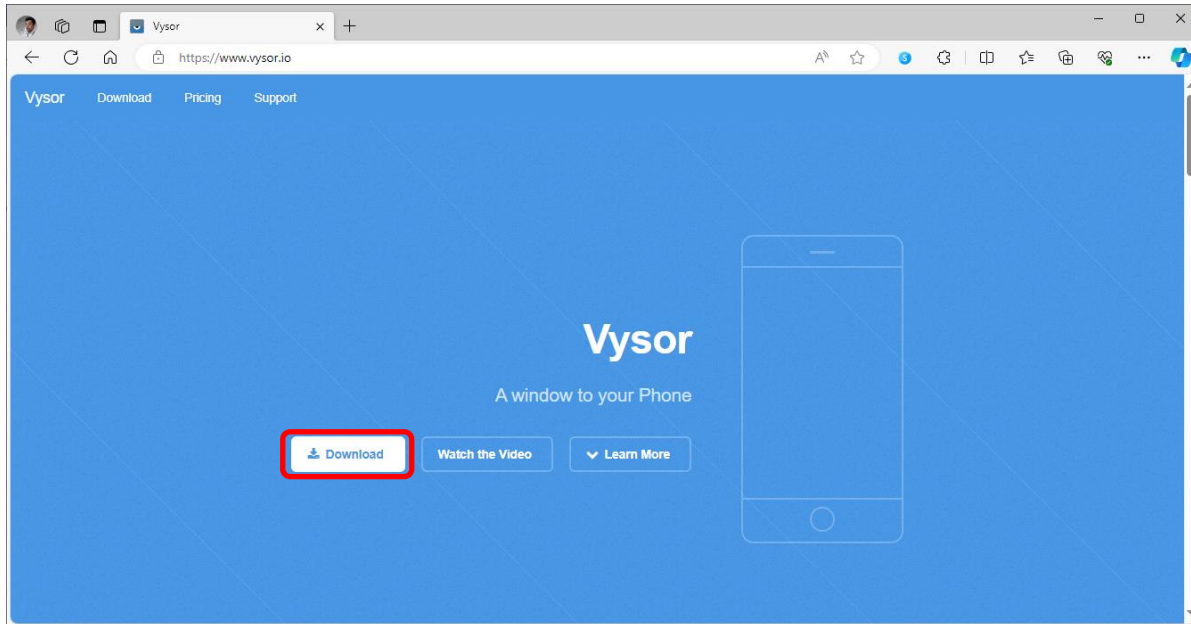 Vysor
https://www.vysor.io
Vysor Download Pricing Support
Vysor
A window to your Phone
Download Watch the Video Learn More